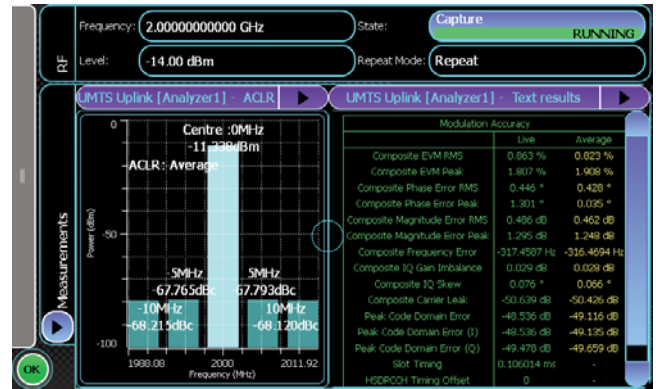 RF
Frequency: 2.00000000000 GHz
Level: -14.00 dBm
State: Capture
RUNNING
Repeat Mode: Repeat
Measurements
UMTS Uplink [Analyzer1] - ACLR
Centre :0MHz
-11.338dBm
ACLR: Average
-5MHz
-67.765dBc
5MHz
-67.793dBc
-10MHz
-68.215dBc
10MHz
-68.120dBc
Power (dBm)
0
-50
-100
1988.08 2000 2011.92
Frequency (MHz)
UMTS Uplink [Analyzer1] - Text results
Modulation Accuracy
Live Average
Composite EVM RMS 0.863 % 0.823 %
Composite EVM Peak 1.807 % 1.908 %
Composite Phase Error RMS 0.446 ° 0.428 °
Composite Phase Error Peak 1.301 ° 0.035 °
Composite Magnitude Error RMS 0.486 dB 0.462 dB
Composite Magnitude Error Peak 1.295 dB 1.248 dB
Composite Frequency Error -317.4587 Hz -316.4694 Hz
Composite IQ Gain Imbalance 0.029 dB 0.028 dB
Composite IQ Skew 0.076 ° 0.066 °
Composite Carrier Leak -50.639 dB -50.426 dB
Peak Code Domain Error -48.536 dB -49.116 dB
Peak Code Domain Error (I) -48.536 dB -49.135 dB
Peak Code Domain Error (Q) -49.478 dB -49.659 dB
Slot Timing 0.106014 ms -
HSDPCCH Timing Offset 0 -
OK